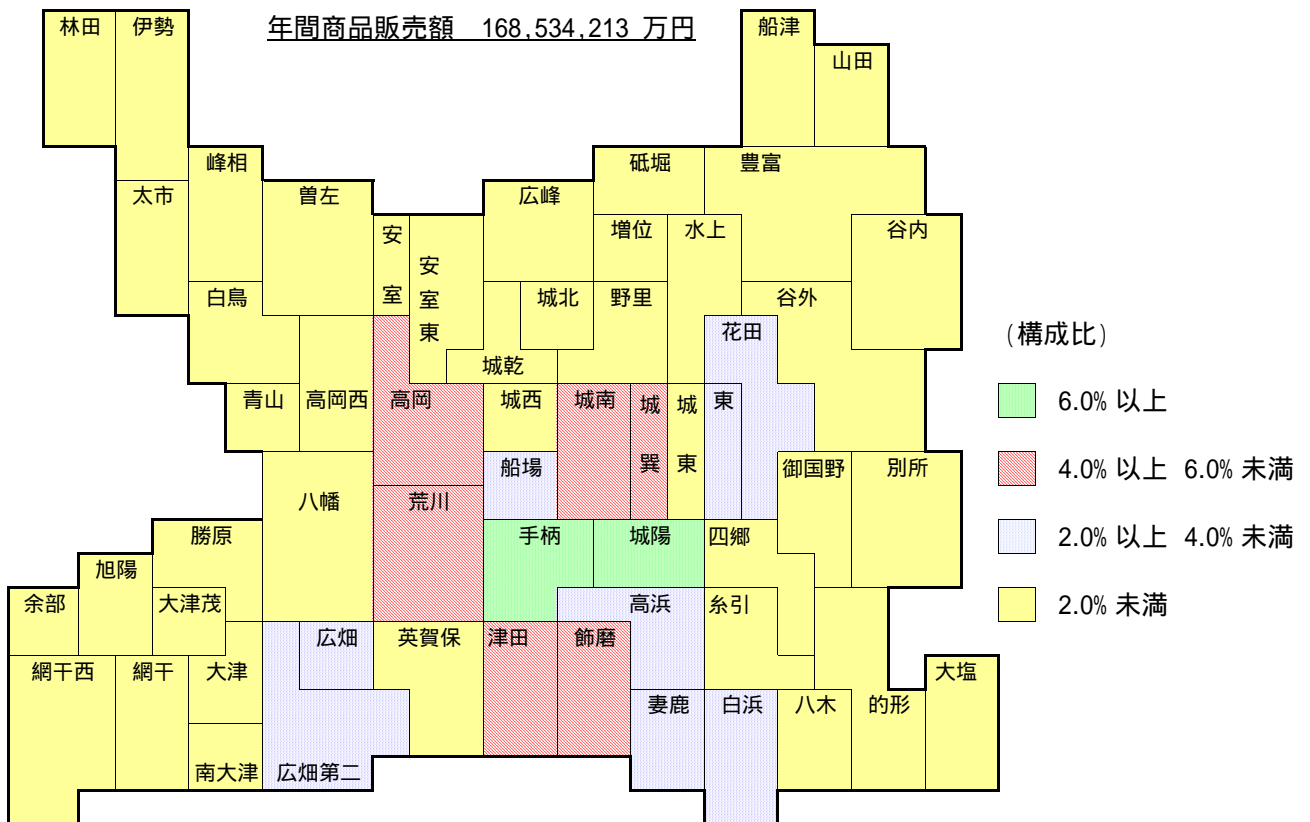 年間商品販売額 168,534,213 万円
林田
伊勢
船津
山田
峰相
砥堀
豊富
太市
曽左
広峰
増位
水上
谷内
安室
安室東
白鳥
城北
野里
谷外
花田
城乾
青山
高岡西
高岡
城西
城南
城巽
城東
東
船場
御国野
別所
八幡
荒川
勝原
手柄
城陽
四郷
旭陽
余部
大津茂
高浜
糸引
広畑
英賀保
津田
飾磨
網干西
網干
大津
大塩
妻鹿
白浜
八木
的形
南大津
広畑第二
(構成比)
6.0% 以上
4.0% 以上 6.0% 未満
2.0% 以上 4.0% 未満
2.0% 未満